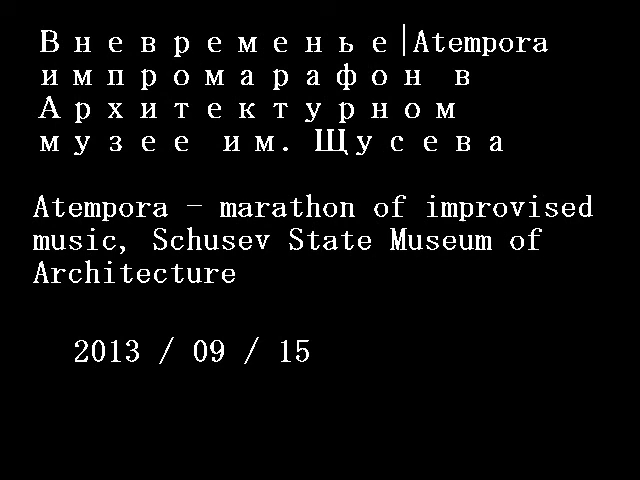 Вневременье|Atempora
импромарафон в
Архитектурном
музее им. Щусева
Atempora – marathon of improvised
music, Schusev State Museum of
Architecture
2013 / 09 / 15